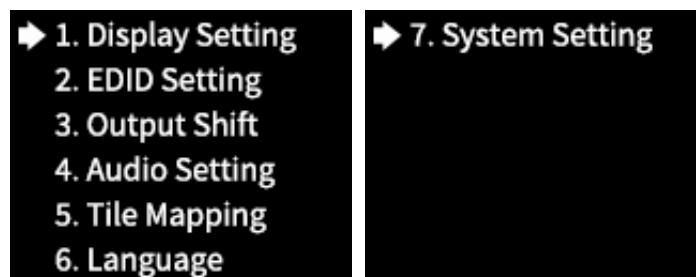 1. Display Setting
2. EDID Setting
3. Output Shift
4. Audio Setting
5. Tile Mapping
6. Language
7. System Setting